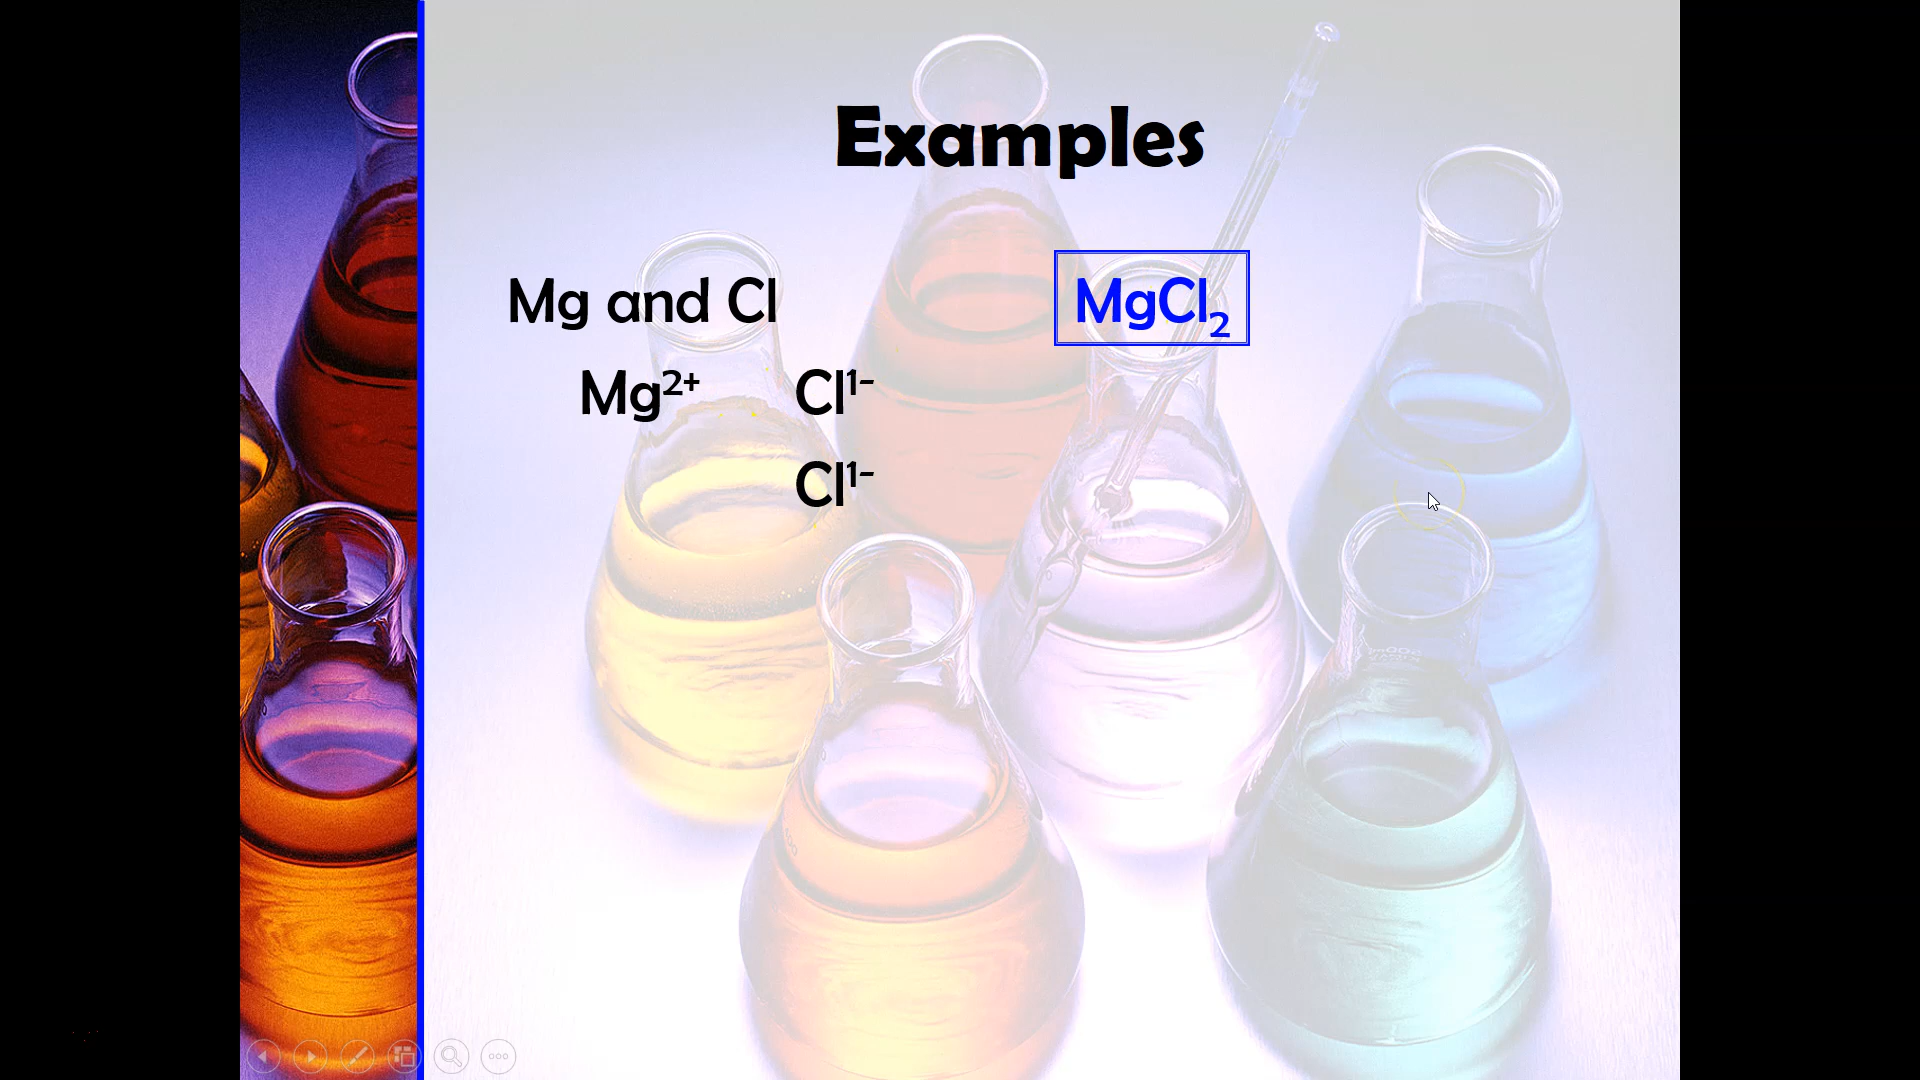 Examples
Mg and Cl
MgCl₂
Mg²⁺ Cl¹⁻
Cl¹⁻